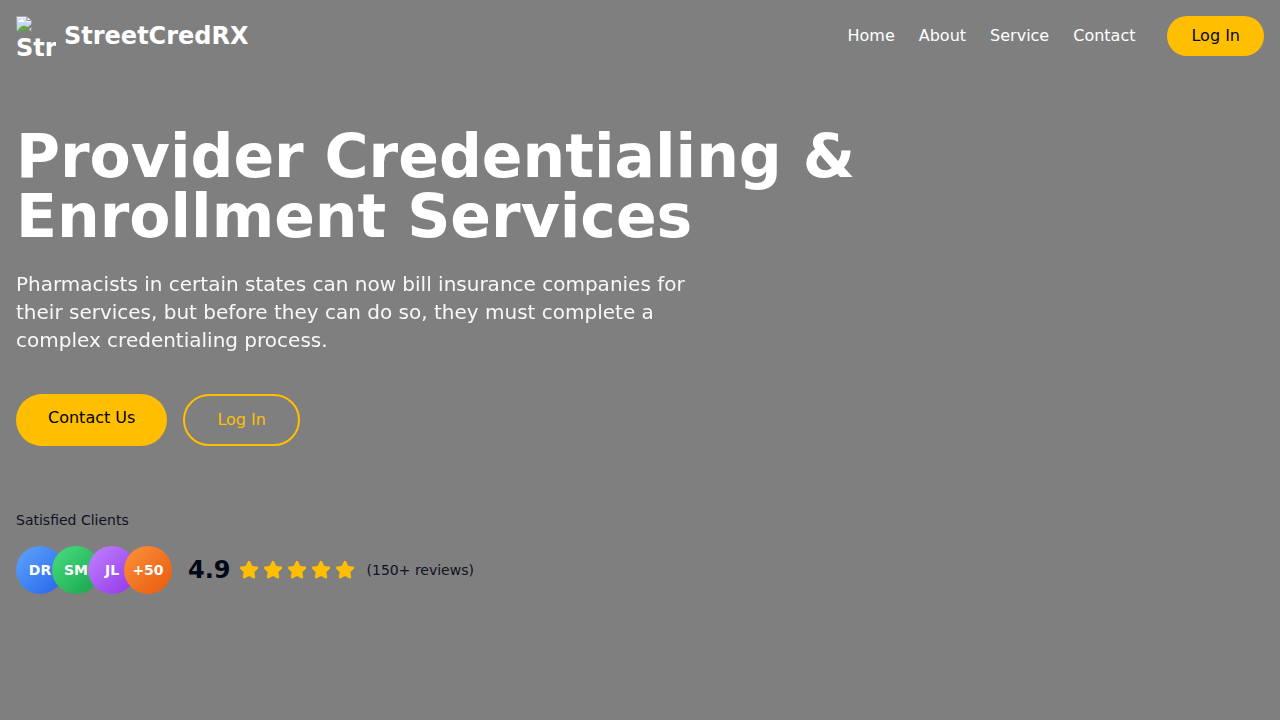 Str
StreetCredRX
Home
About
Service
Contact
Log In
Provider Credentialing &
Enrollment Services
Pharmacists in certain states can now bill insurance companies for
their services, but before they can do so, they must complete a
complex credentialing process.
Contact Us
Log In
Satisfied Clients
DR
SM
JL
+50
4.9
(150+ reviews)